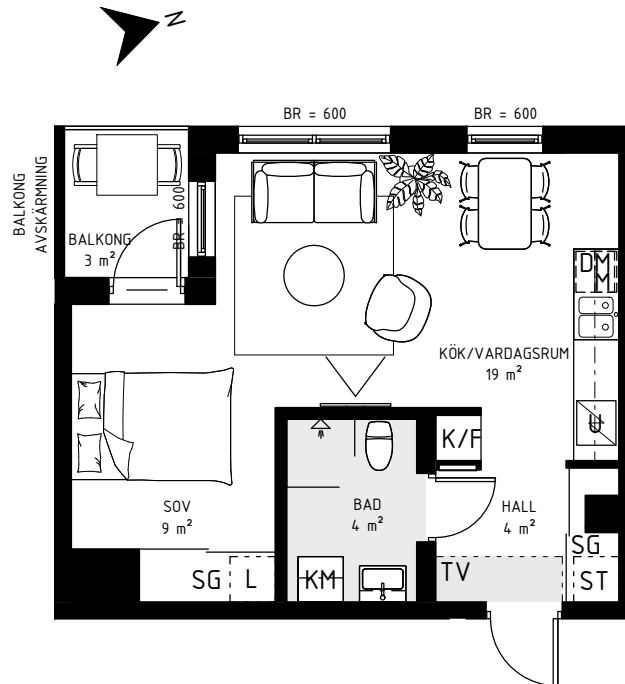 N
BR = 600
BR = 600
BALKONG
AVSKÄRMNING
BR = 600
BALKONG
3 m²
DM
M
KÖK/VARDAGSRUM
19 m²
U
K/F
SOV
9 m²
BAD
4 m²
HALL
4 m²
SG
SG
L
KM
TV
ST